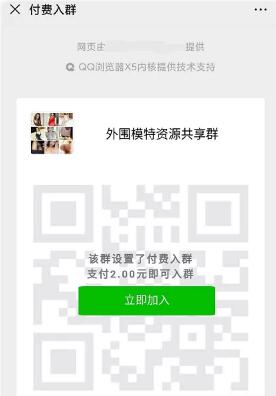 付费入群
网页由 提供
QQ浏览器X5内核提供技术支持
外围模特资源共享群
该群设置了付费入群
支付2.00元即可入群
立即加入